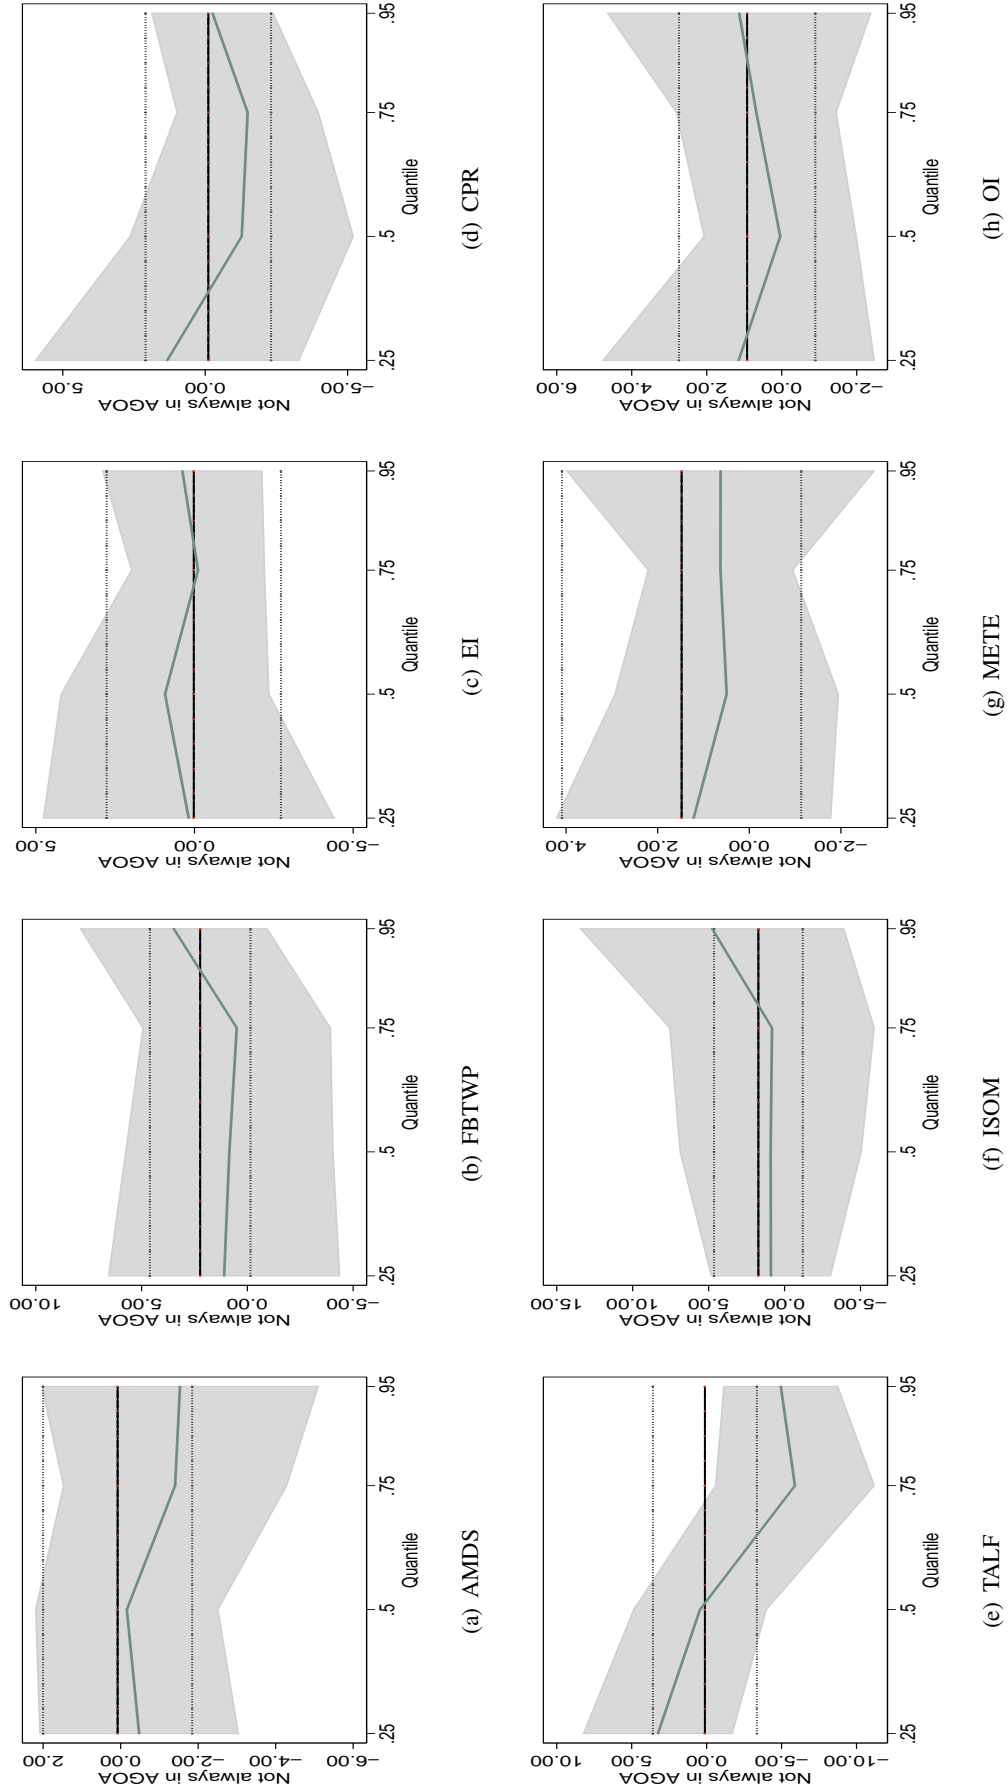 Not always in AGOA
2.00
0.00
−2.00
−4.00
−6.00
.25
.5
.75
.95
Quantile
(a) AMDS
Not always in AGOA
10.00
5.00
0.00
−5.00
.25
.5
.75
.95
Quantile
(b) FBTWP
Not always in AGOA
5.00
0.00
−5.00
.25
.5
.75
.95
Quantile
(c) EI
Not always in AGOA
5.00
0.00
−5.00
.25
.5
.75
.95
Quantile
(d) CPR
Not always in AGOA
10.00
5.00
0.00
−5.00
−10.00
.25
.5
.75
.95
Quantile
(e) TALF
Not always in AGOA
15.00
10.00
5.00
0.00
−5.00
.25
.5
.75
.95
Quantile
(f) ISOM
Not always in AGOA
4.00
2.00
0.00
−2.00
.25
.5
.75
.95
Quantile
(g) METE
Not always in AGOA
6.00
4.00
2.00
0.00
−2.00
.25
.5
.75
.95
Quantile
(h) OI